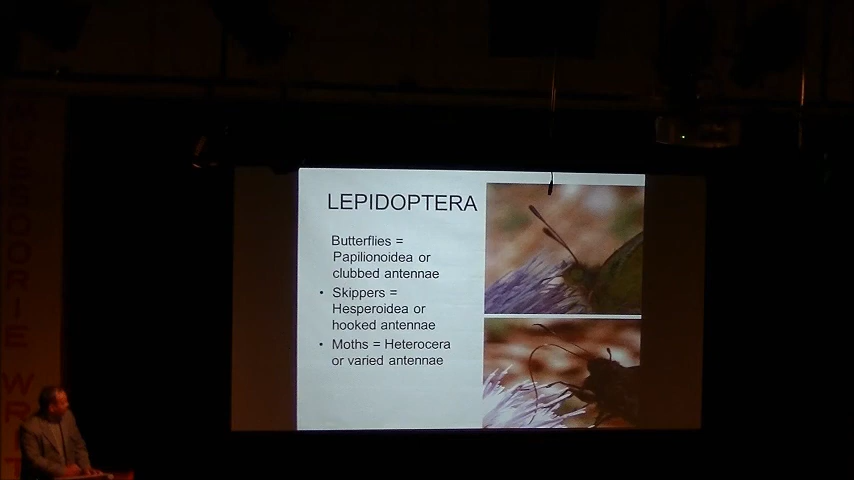 LEPIDOPTERA
Butterflies =
Papilionoidea or
clubbed antennae
• Skippers =
Hesperoidea or
hooked antennae
• Moths = Heterocera
or varied antennae